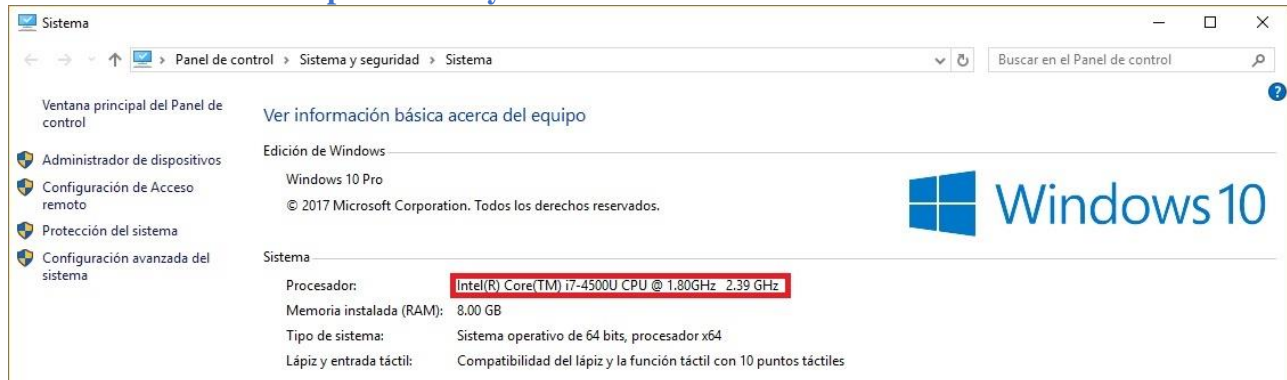 Sistema
Panel de control > Sistema y seguridad > Sistema
Buscar en el Panel de control
Ventana principal del Panel de
control
Administrador de dispositivos
Configuración de Acceso
remoto
Protección del sistema
Configuración avanzada del
sistema
Ver información básica acerca del equipo
Edición de Windows
Windows 10 Pro
© 2017 Microsoft Corporation. Todos los derechos reservados.
Windows 10
Sistema
Procesador: Intel(R) Core(TM) i7-4500U CPU @ 1.80GHz 2.39 GHz
Memoria instalada (RAM): 8.00 GB
Tipo de sistema: Sistema operativo de 64 bits, procesador x64
Lápiz y entrada táctil: Compatibilidad del lápiz y la función táctil con 10 puntos táctiles